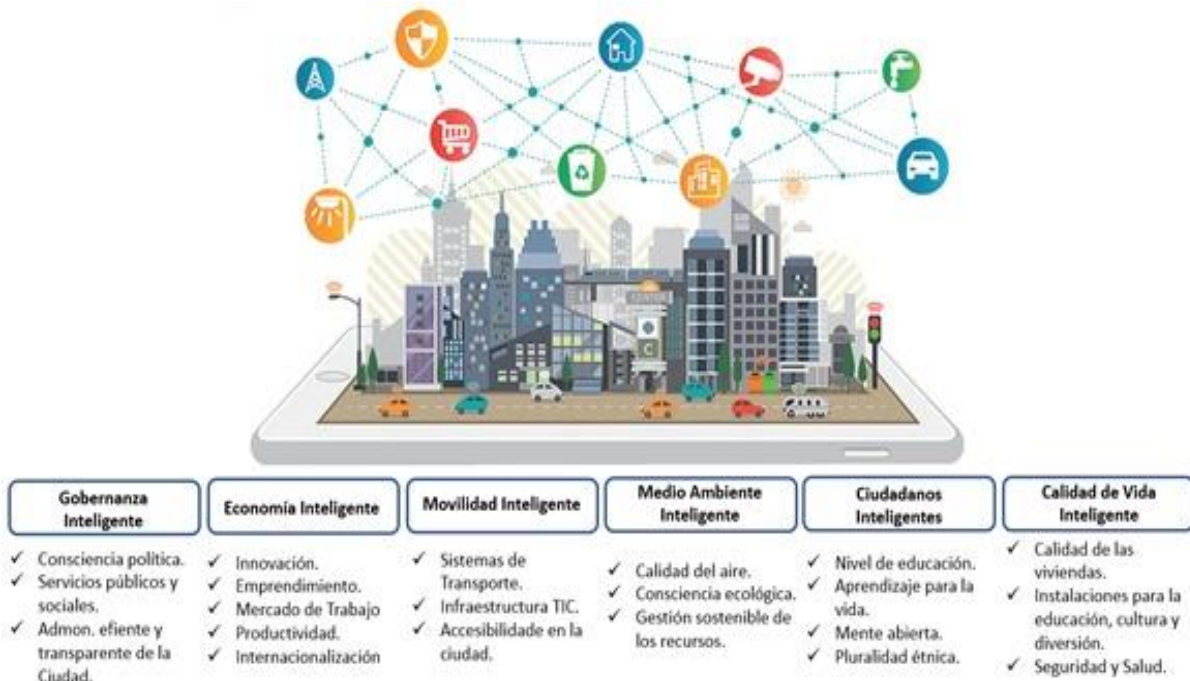 CENTER
C
Gobernanza
Inteligente
✓ Consciencia política.
✓ Servicios públicos y
sociales.
✓ Admon. efiente y
transparente de la
Ciudad.
Economía Inteligente
✓ Innovación.
✓ Emprendimiento.
✓ Mercado de Trabajo
✓ Productividad.
✓ Internacionalización
Movilidad Inteligente
✓ Sistemas de
Transporte.
✓ Infraestructura TIC.
✓ Accesibilidade en la
ciudad.
Medio Ambiente
Inteligente
✓ Calidad del aire.
✓ Consciencia ecológica.
✓ Gestión sostenible de
los recursos.
Ciudadanos
Inteligentes
✓ Nivel de educación.
✓ Aprendizaje para la
vida.
✓ Mente abierta.
✓ Pluralidad étnica.
Calidad de Vida
Inteligente
✓ Calidad de las
viviendas.
✓ Instalaciones para la
educación, cultura y
diversión.
✓ Seguridad y Salud.